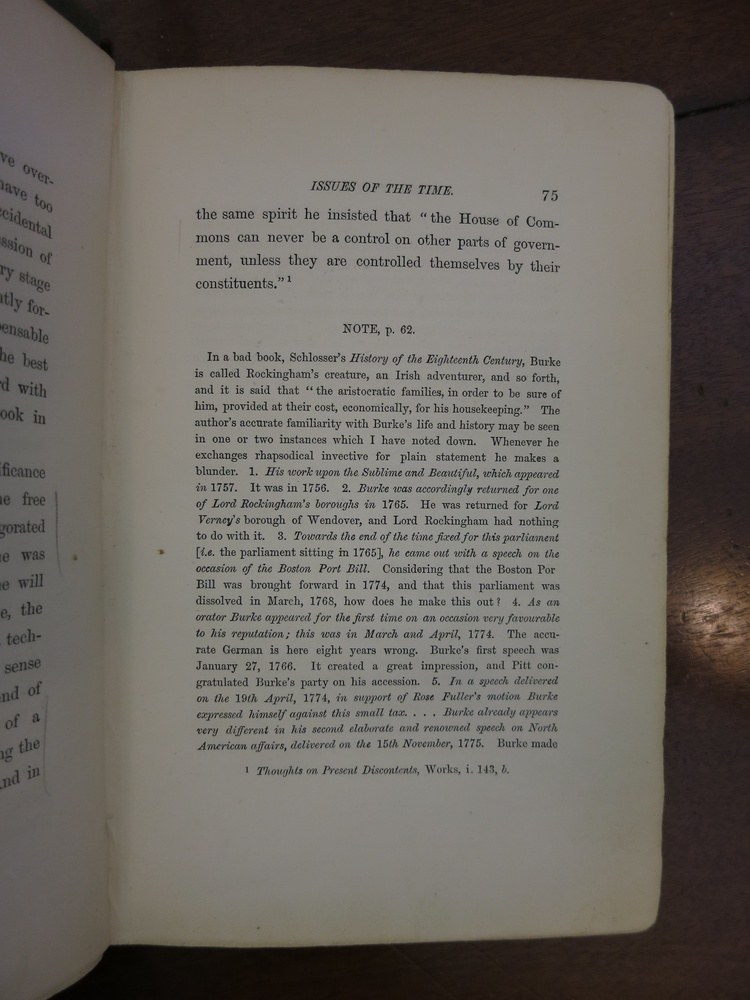 ve over-
have too
cidental
ssion of
ry stage
tly for-
ensable
he best
d with
ook in
ificance
e free
gorated
e was
e will
e, the
tech-
sense
nd of
of a
ng the
nd in
ISSUES OF THE TIME. 75
the same spirit he insisted that "the House of Com-
mons can never be a control on other parts of govern-
ment, unless they are controlled themselves by their
constituents." 1
NOTE, p. 62.
In a bad book, Schlosser's History of the Eighteenth Century, Burke
is called Rockingham's creature, an Irish adventurer, and so forth,
and it is said that "the aristocratic families, in order to be sure of
him, provided at their cost, economically, for his housekeeping." The
author's accurate familiarity with Burke's life and history may be seen
in one or two instances which I have noted down. Whenever he
exchanges rhapsodical invective for plain statement he makes a
blunder. 1. His work upon the Sublime and Beautiful, which appeared
in 1757. It was in 1756. 2. Burke was accordingly returned for one
of Lord Rockingham's boroughs in 1765. He was returned for Lord
Verney's borough of Wendover, and Lord Rockingham had nothing
to do with it. 3. Towards the end of the time fixed for this parliament
[i.e. the parliament sitting in 1765], he came out with a speech on the
occasion of the Boston Port Bill. Considering that the Boston Por
Bill was brought forward in 1774, and that this parliament was
dissolved in March, 1768, how does he make this out? 4. As an
orator Burke appeared for the first time on an occasion very favourable
to his reputation; this was in March and April, 1774. The accu-
rate German is here eight years wrong. Burke's first speech was
January 27, 1766. It created a great impression, and Pitt con-
gratulated Burke's party on his accession. 5. In a speech delivered
on the 19th April, 1774, in support of Rose Fuller's motion Burke
expressed himself against this small tax. . . . Burke already appears
very different in his second elaborate and renowned speech on North
American affairs, delivered on the 15th November, 1775. Burke made
1 Thoughts on Present Discontents, Works, i. 143, b.